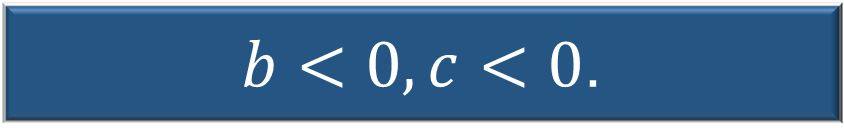 b < 0, c < 0.